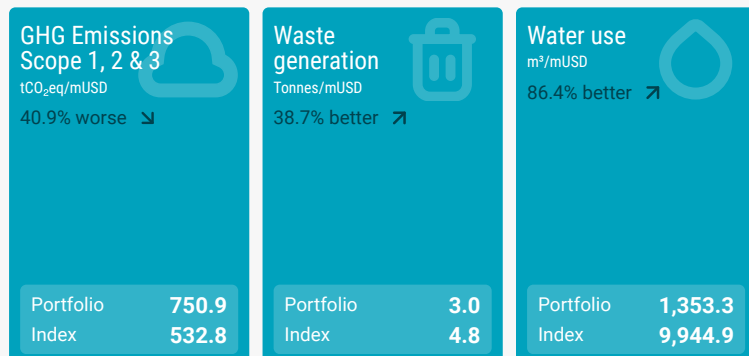 GHG Emissions
Scope 1, 2 & 3
tCO₂eq/mUSD
40.9% worse
Portfolio 750.9
Index 532.8
Waste
generation
Tonnes/mUSD
38.7% better
Portfolio 3.0
Index 4.8
Water use
m³/mUSD
86.4% better
Portfolio 1,353.3
Index 9,944.9